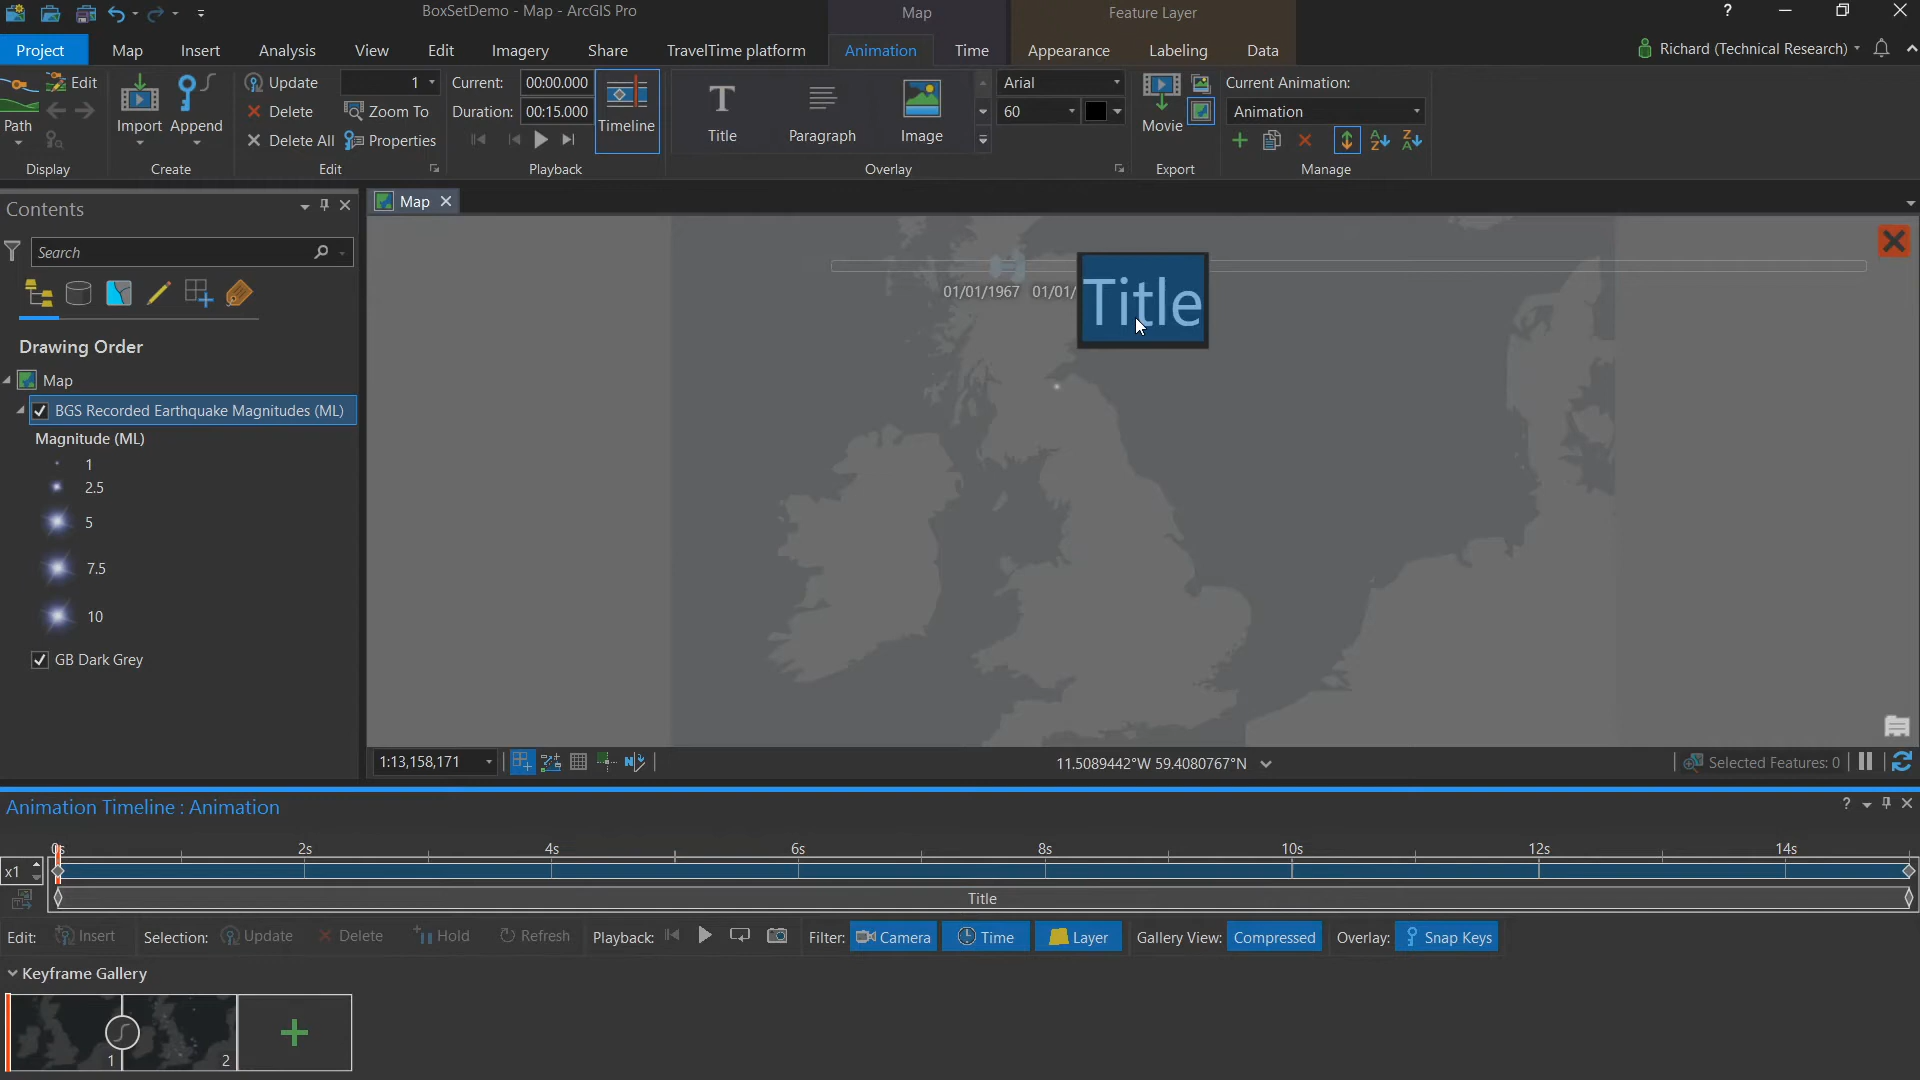 BoxSetDemo - Map - ArcGIS Pro
Map
Feature Layer
?
Project
Map
Insert
Analysis
View
Edit
Imagery
Share
TravelTime platform
Animation
Time
Appearance
Labeling
Data
Richard (Technical Research)
Path
Edit
Display
Import
Append
Create
Update
1
Delete
Zoom To
Delete All
Properties
Edit
Current: 00:00.000
Duration: 00:15.000
Timeline
Playback
Title
Paragraph
Image
Arial
60
Overlay
Movie
Export
Current Animation:
Animation
Manage
Contents
Search
Drawing Order
Map
BGS Recorded Earthquake Magnitudes (ML)
Magnitude (ML)
1
2.5
5
7.5
10
GB Dark Grey
Map
01/01/1967 01/01/
Title
1:13,158,171
11.5089442°W 59.4080767°N
Selected Features: 0
Animation Timeline : Animation
?
0s 2s 4s 6s 8s 10s 12s 14s
x1
Title
Edit: Insert Selection: Update Delete Hold Refresh Playback: Filter: Camera Time Layer Gallery View: Compressed Overlay: Snap Keys
Keyframe Gallery
1 2